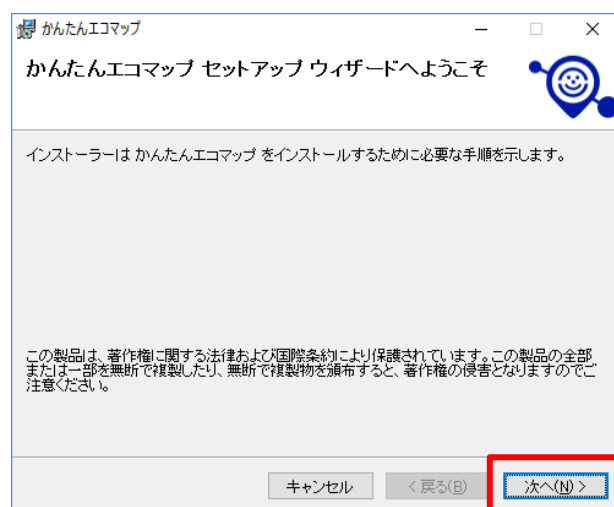 かんたんエコマップ
かんたんエコマップ セットアップ ウィザードへようこそ
インストーラーは かんたんエコマップ をインストールするために必要な手順を示します。
この製品は、著作権に関する法律および国際条約により保護されています。この製品の全部
または一部を無断で複製したり、無断で複製物を頒布すると、著作権の侵害となりますのでご
注意ください。
キャンセル < 戻る(B) 次へ(N) >